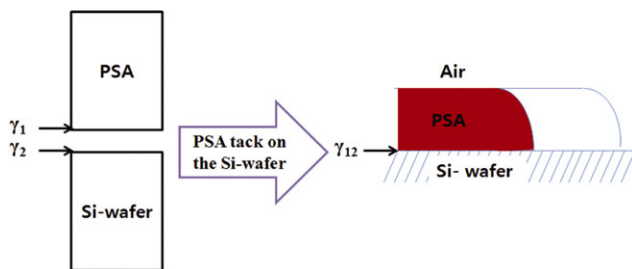 PSA
γ1
γ2
Si-wafer
PSA tack on
the Si-wafer
Air
PSA
γ12
Si- wafer